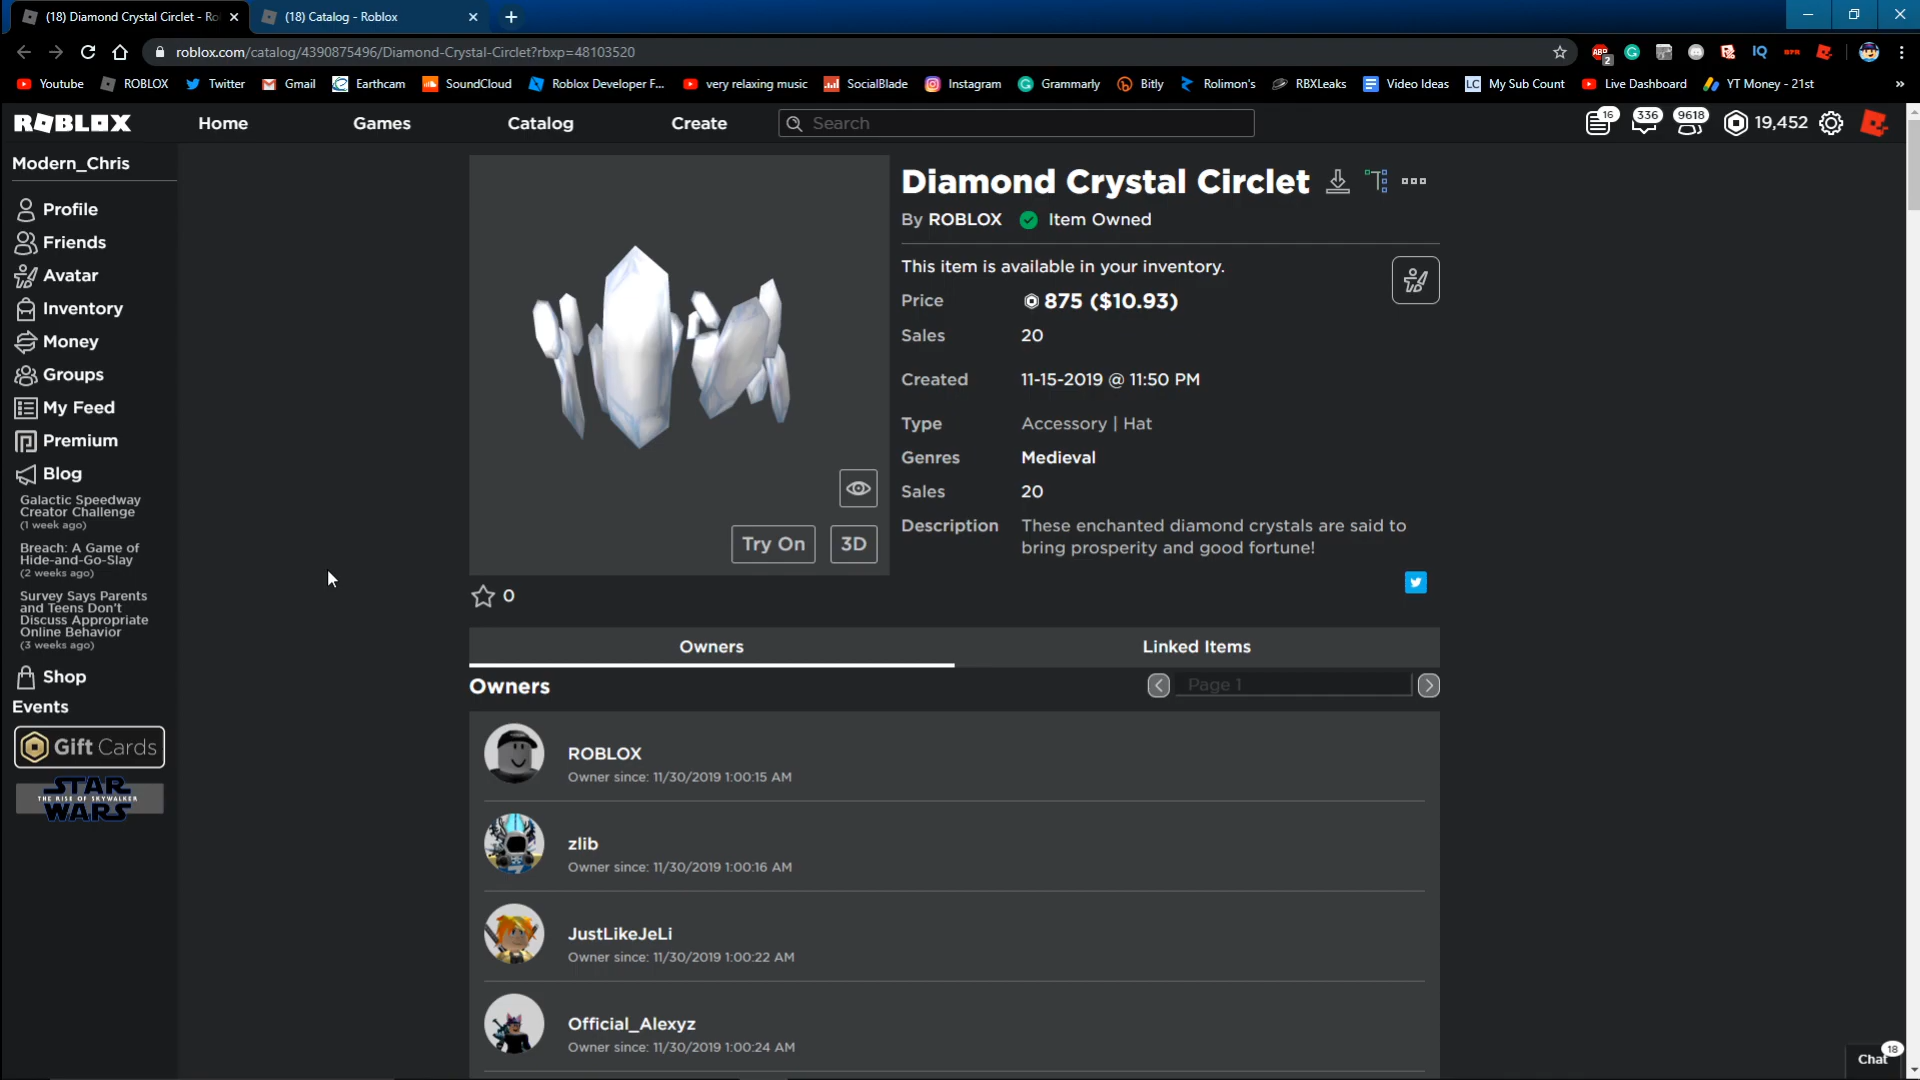 (18) Diamond Crystal Circlet - Ro
(18) Catalog - Roblox
roblox.com/catalog/4390875496/Diamond-Crystal-Circlet?rbxp=48103520
ABP 2 IQ
Youtube ROBLOX Twitter Gmail Earthcam SoundCloud Roblox Developer F... very relaxing music SocialBlade Instagram Grammarly Bitly Rolimon's RBXLeaks Video Ideas LC My Sub Count Live Dashboard YT Money - 21st »
ROBLOX Home Games Catalog Create Search 16 336 9618 19,452
Modern_Chris
Profile
Friends
Avatar
Inventory
Money
Groups
My Feed
Premium
Blog
Galactic Speedway
Creator Challenge
(1 week ago)
Breach: A Game of
Hide-and-Go-Slay
(2 weeks ago)
Survey Says Parents
and Teens Don't
Discuss Appropriate
Online Behavior
(3 weeks ago)
Shop
Events
Gift Cards
STAR
THE RISE OF SKYWALKER
WARS
Try On 3D
0
Diamond Crystal Circlet
By ROBLOX Item Owned
This item is available in your inventory.
Price 875 ($10.93)
Sales 20
Created 11-15-2019 @ 11:50 PM
Type Accessory | Hat
Genres Medieval
Sales 20
Description These enchanted diamond crystals are said to
bring prosperity and good fortune!
Owners Linked Items
Owners Page 1
ROBLOX
Owner since: 11/30/2019 1:00:15 AM
zlib
Owner since: 11/30/2019 1:00:16 AM
JustLikeJeLi
Owner since: 11/30/2019 1:00:22 AM
Official_Alexyz
Owner since: 11/30/2019 1:00:24 AM
Chat 18